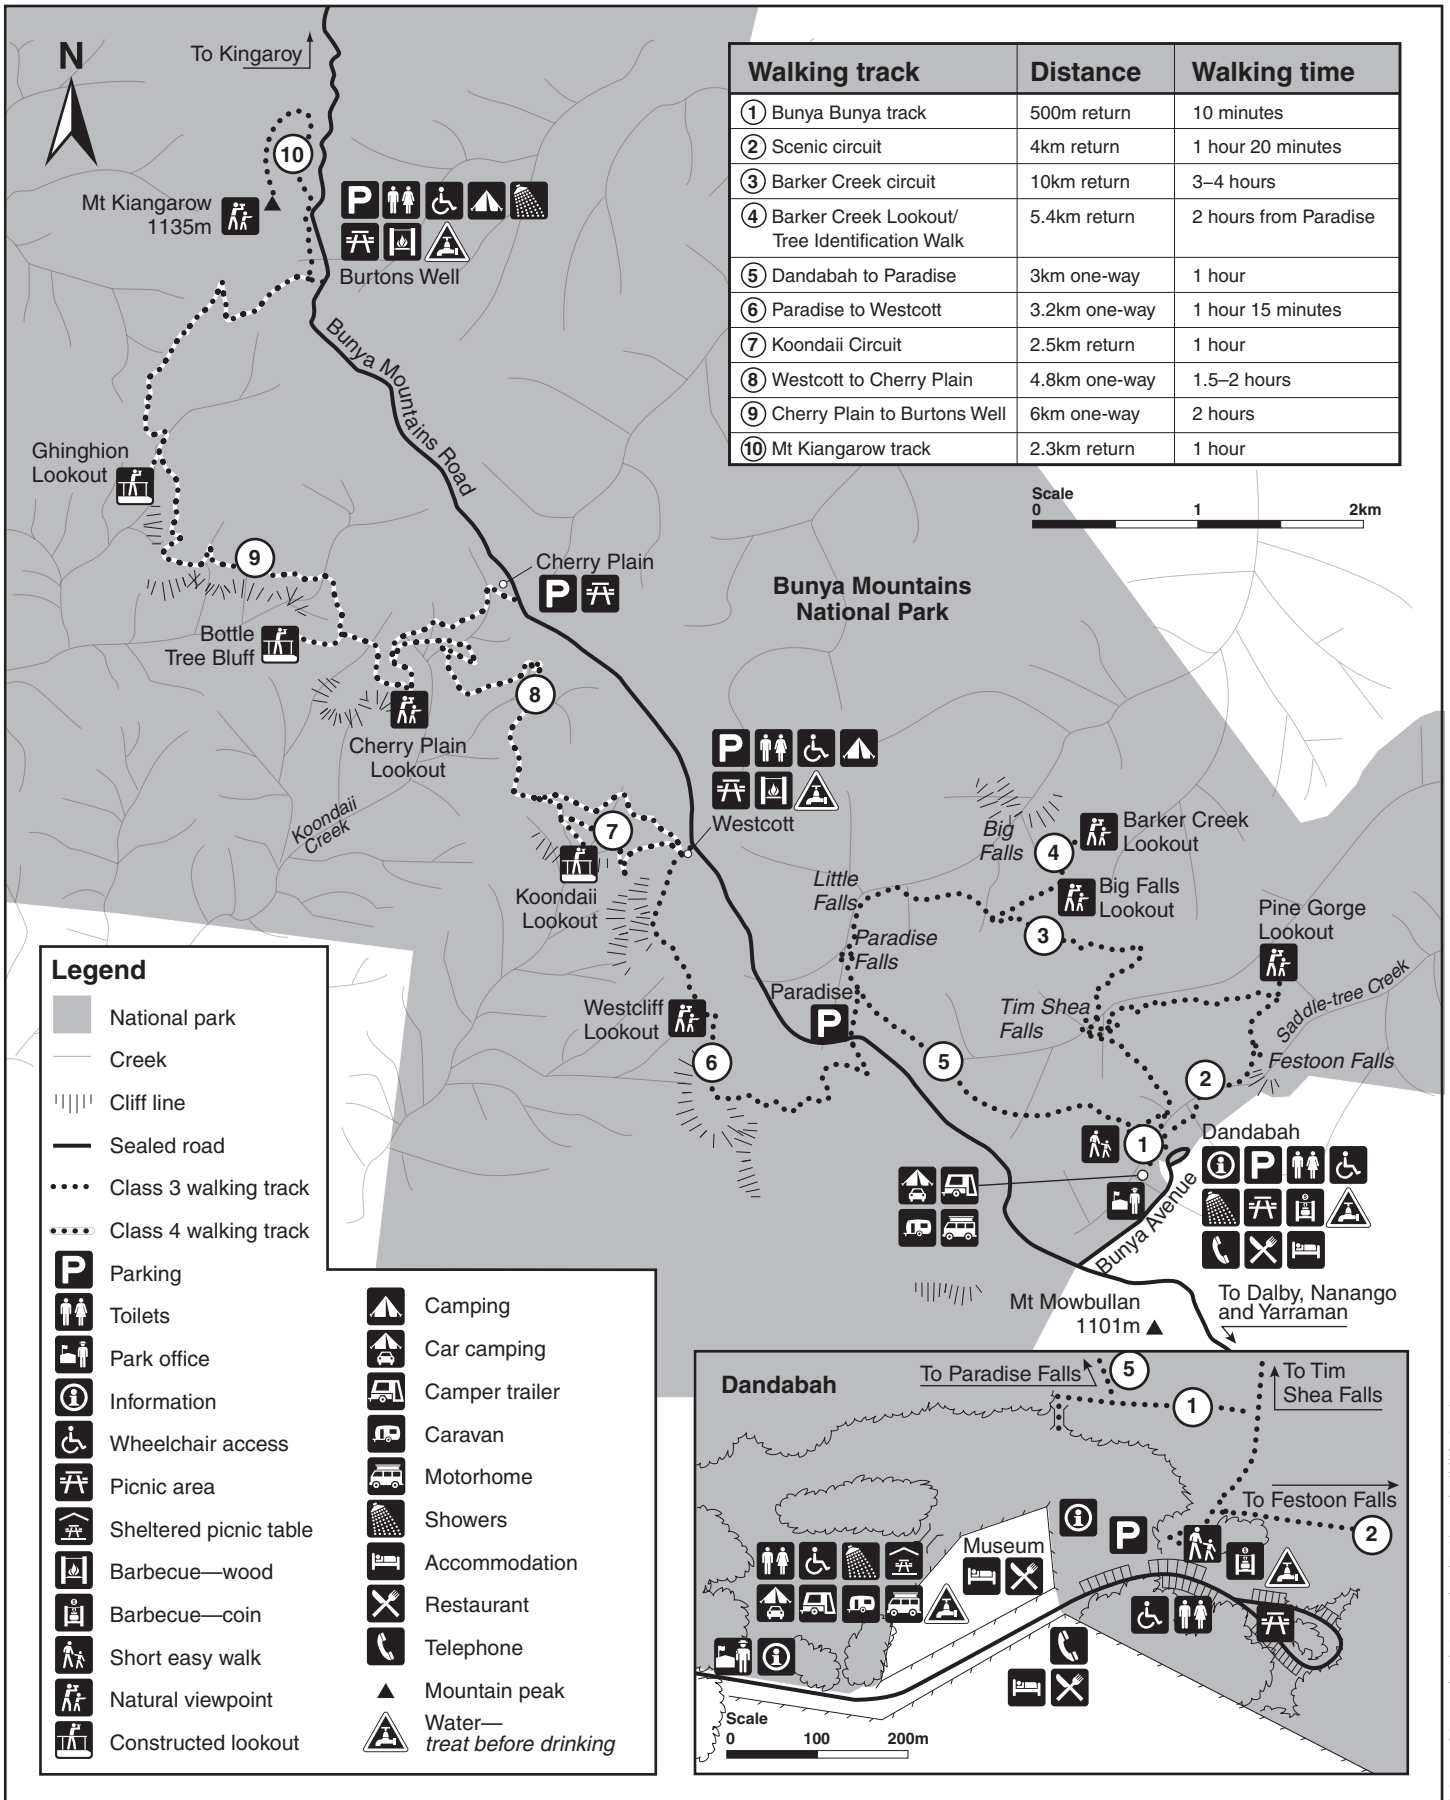 N
To Kingaroy
Walking track Distance Walking time
1 Bunya Bunya track 500m return 10 minutes
2 Scenic circuit 4km return 1 hour 20 minutes
3 Barker Creek circuit 10km return 3–4 hours
4 Barker Creek Lookout/ 5.4km return 2 hours from Paradise
Tree Identification Walk
5 Dandabah to Paradise 3km one-way 1 hour
6 Paradise to Westcott 3.2km one-way 1 hour 15 minutes
7 Koondaii Circuit 2.5km return 1 hour
8 Westcott to Cherry Plain 4.8km one-way 1.5–2 hours
9 Cherry Plain to Burtons Well 6km one-way 2 hours
10 Mt Kiangarow track 2.3km return 1 hour
Scale
0 1 2km
10
Mt Kiangarow
1135m
P
Burtons Well
Bunya Mountains Road
Ghinghion
Lookout
9
Cherry Plain
P
Bunya Mountains
National Park
Bottle
Tree Bluff
8
Cherry Plain
Lookout
Koondaii
Creek
P
Westcott
7
Koondaii
Lookout
Big
Falls
4
Barker Creek
Lookout
Little
Falls
Big Falls
Lookout
3
Pine Gorge
Lookout
Paradise
Falls
Saddle-tree Creek
Westcliff
Lookout
Paradise
P
Tim Shea
Falls
6
5
2
Festoon Falls
1
Dandabah
i P
Bunya Avenue
Mt Mowbullan
1101m
To Dalby, Nanango
and Yarraman
Legend
National park
Creek
Cliff line
Sealed road
Class 3 walking track
Class 4 walking track
P Parking
Toilets
Park office
i Information
Wheelchair access
Picnic area
Sheltered picnic table
Barbecue—wood
Barbecue—coin
Short easy walk
Natural viewpoint
Constructed lookout
Camping
Car camping
Camper trailer
Caravan
Motorhome
Showers
Accommodation
Restaurant
Telephone
Mountain peak
Water—
treat before drinking
Dandabah
To Paradise Falls
5
1
To Tim
Shea Falls
To Festoon Falls
2
i
P
Museum
i
Scale
0 100 200m